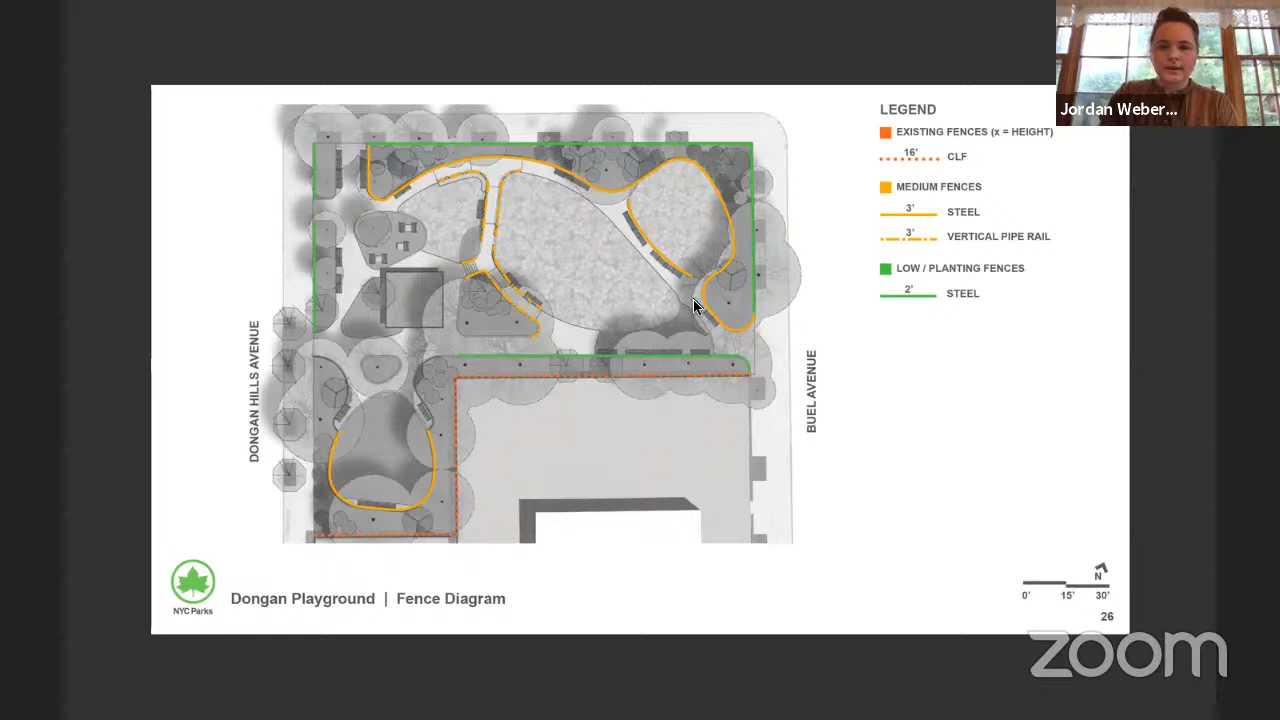 Jordan Weber...
LEGEND
EXISTING FENCES (x = HEIGHT)
16'
CLF
MEDIUM FENCES
3'
STEEL
3'
VERTICAL PIPE RAIL
LOW / PLANTING FENCES
2'
STEEL
DONGAN HILLS AVENUE
BUEL AVENUE
NYC Parks
Dongan Playground | Fence Diagram
N
0' 15' 30'
26
zoom